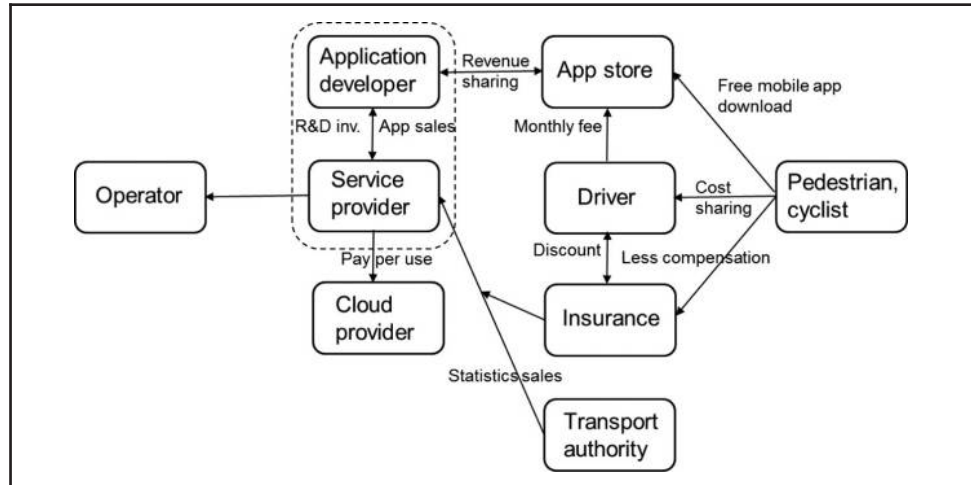 Application
developer
Revenue
sharing
App store
Free mobile app
download
R&D inv.
App sales
Monthly fee
Operator
Service
provider
Driver
Cost
sharing
Pedestrian,
cyclist
Pay per use
Discount
Less compensation
Cloud
provider
Insurance
Statistics sales
Transport
authority